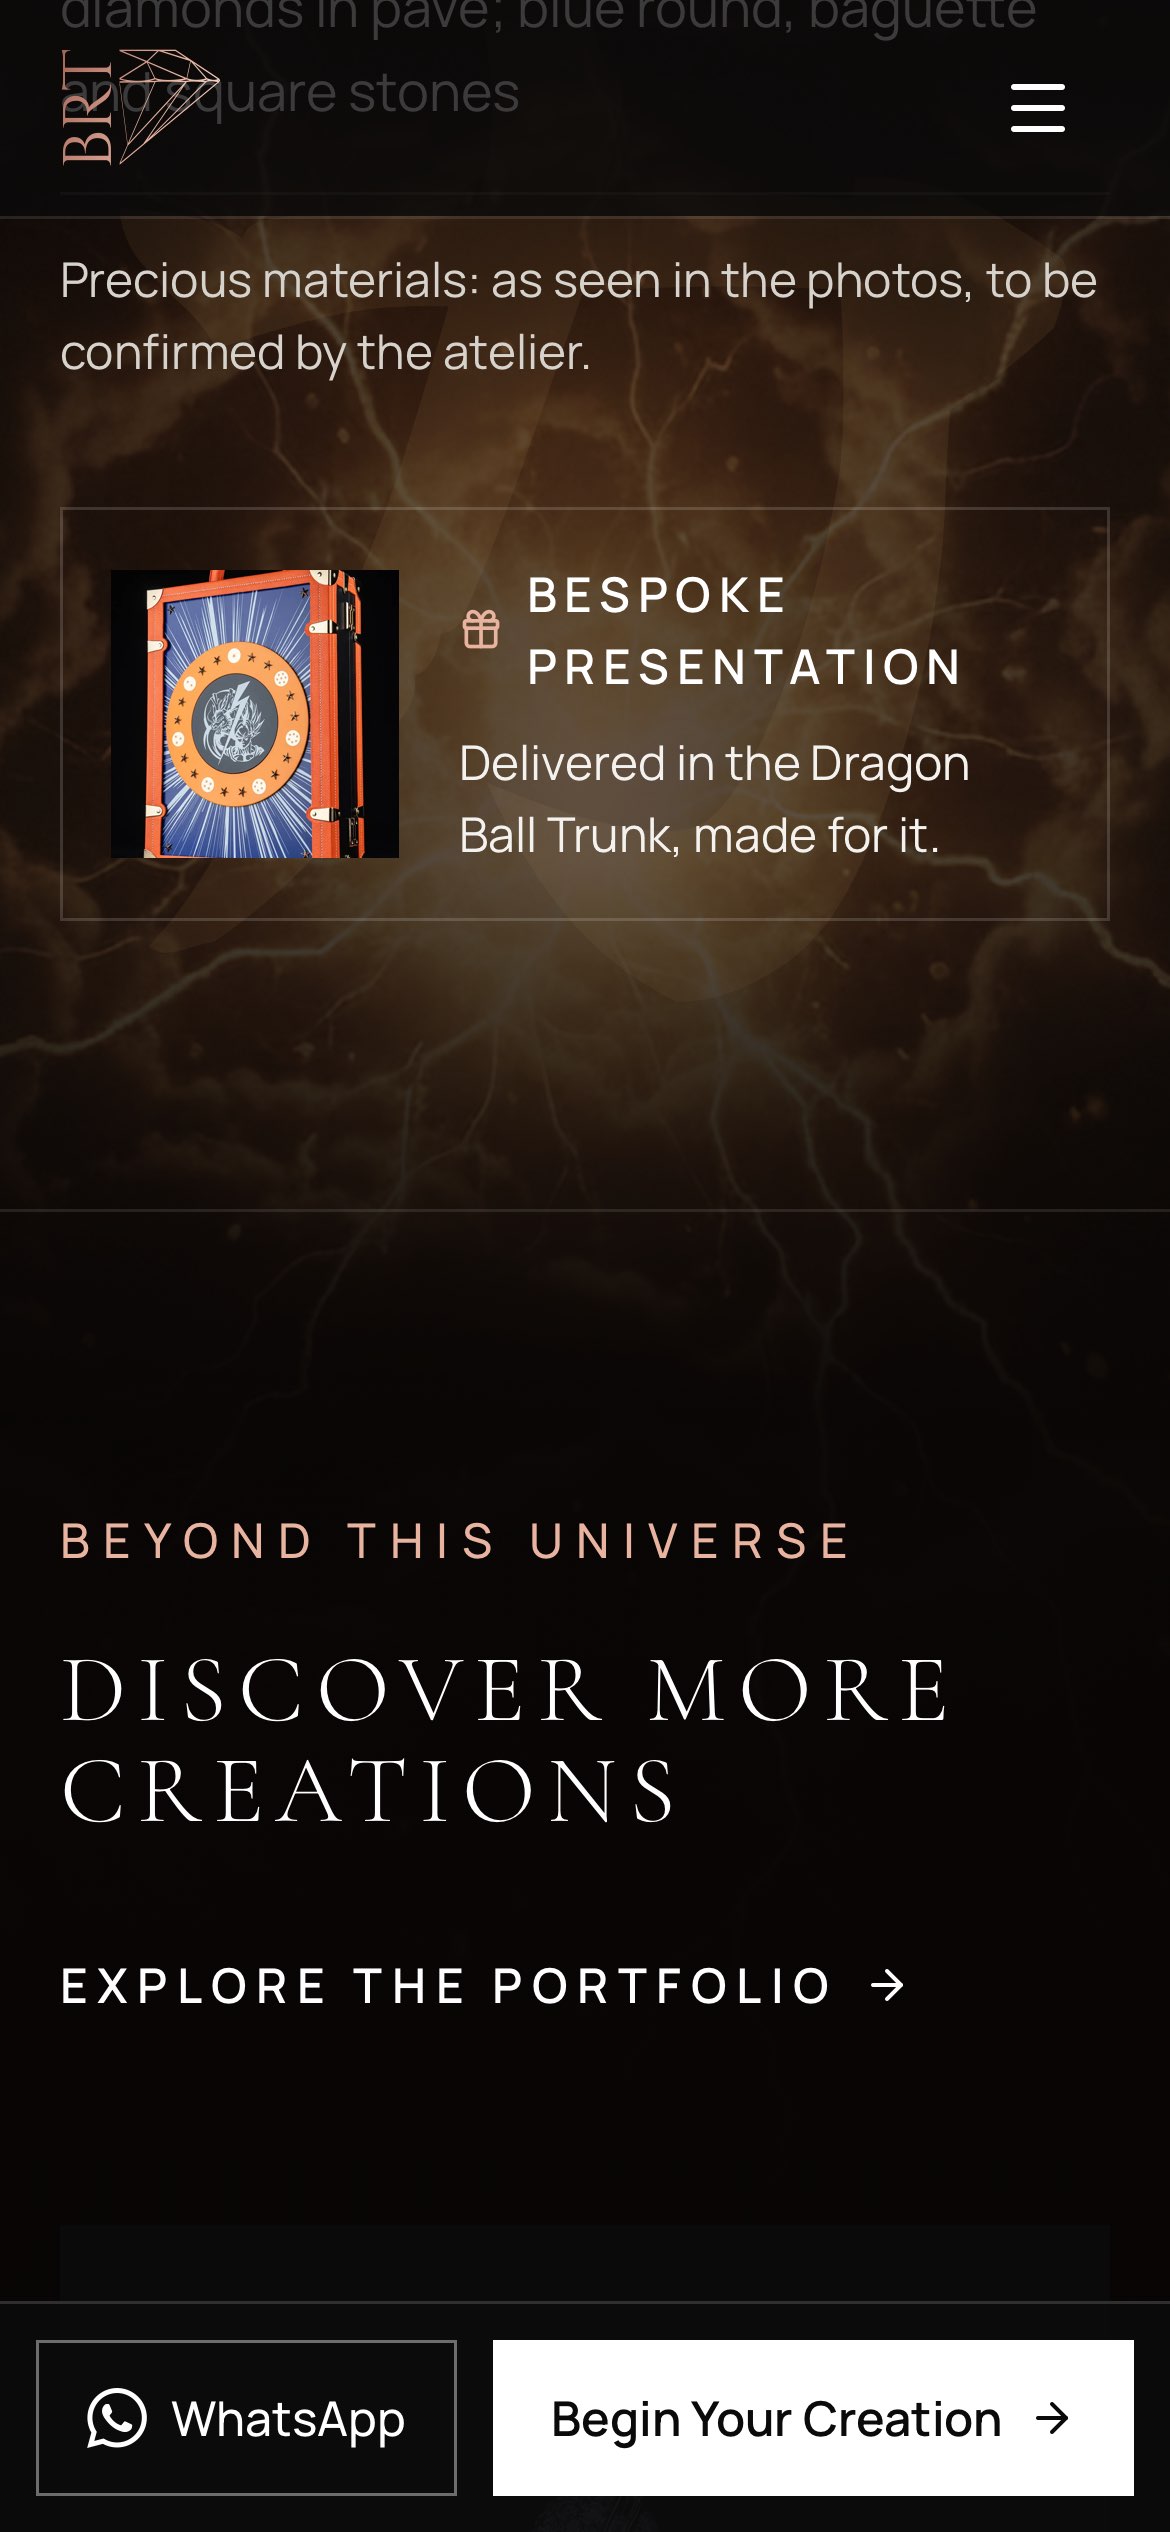 diamonds in pavé; blue round, baguette
and square stones
BRT
Precious materials: as seen in the photos, to be
confirmed by the atelier.
BESPOKE
PRESENTATION
Delivered in the Dragon
Ball Trunk, made for it.
BEYOND THIS UNIVERSE
DISCOVER MORE
CREATIONS
EXPLORE THE PORTFOLIO
WhatsApp
Begin Your Creation